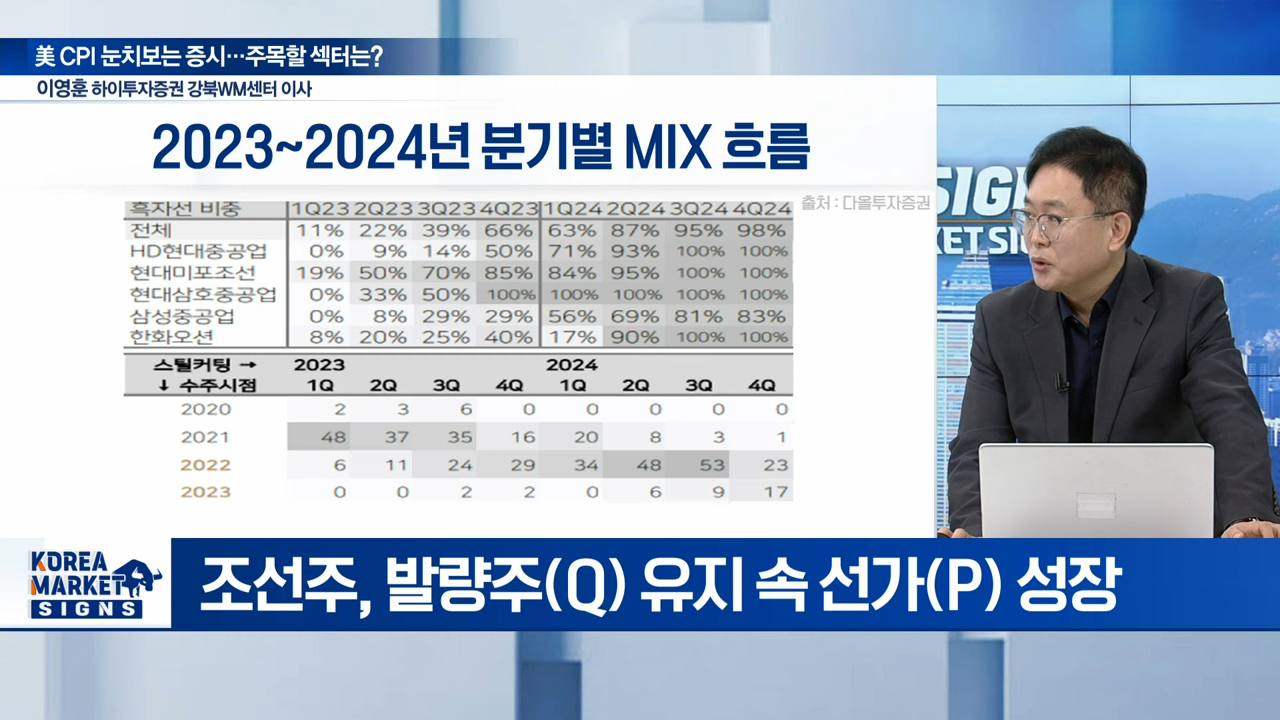 美 CPI 눈치보는 증시…주목할 섹터는?
이영훈 하이투자증권 강북WM센터 이사
2023~2024년 분기별 MIX 흐름
출처 : 다올투자증권
흑자선 비중 1Q23 2Q23 3Q23 4Q23 1Q24 2Q24 3Q24 4Q24
전체 11% 22% 39% 66% 63% 87% 95% 98%
HD현대중공업 0% 9% 14% 50% 71% 93% 100% 100%
현대미포조선 19% 50% 70% 85% 84% 95% 100% 100%
현대삼호중공업 0% 33% 50% 100% 100% 100% 100% 100%
삼성중공업 0% 8% 29% 29% 56% 69% 81% 83%
한화오션 8% 20% 25% 40% 17% 90% 100% 100%
스틸커팅 → 2023 2024
↓ 수주시점 1Q 2Q 3Q 4Q 1Q 2Q 3Q 4Q
2020 2 3 6 0 0 0 0 0
2021 48 37 35 16 20 8 3 1
2022 6 11 24 29 34 48 53 23
2023 0 0 2 2 0 6 9 17
KOREA
MARKET
SIGNS
조선주, 발량주(Q) 유지 속 선가(P) 성장